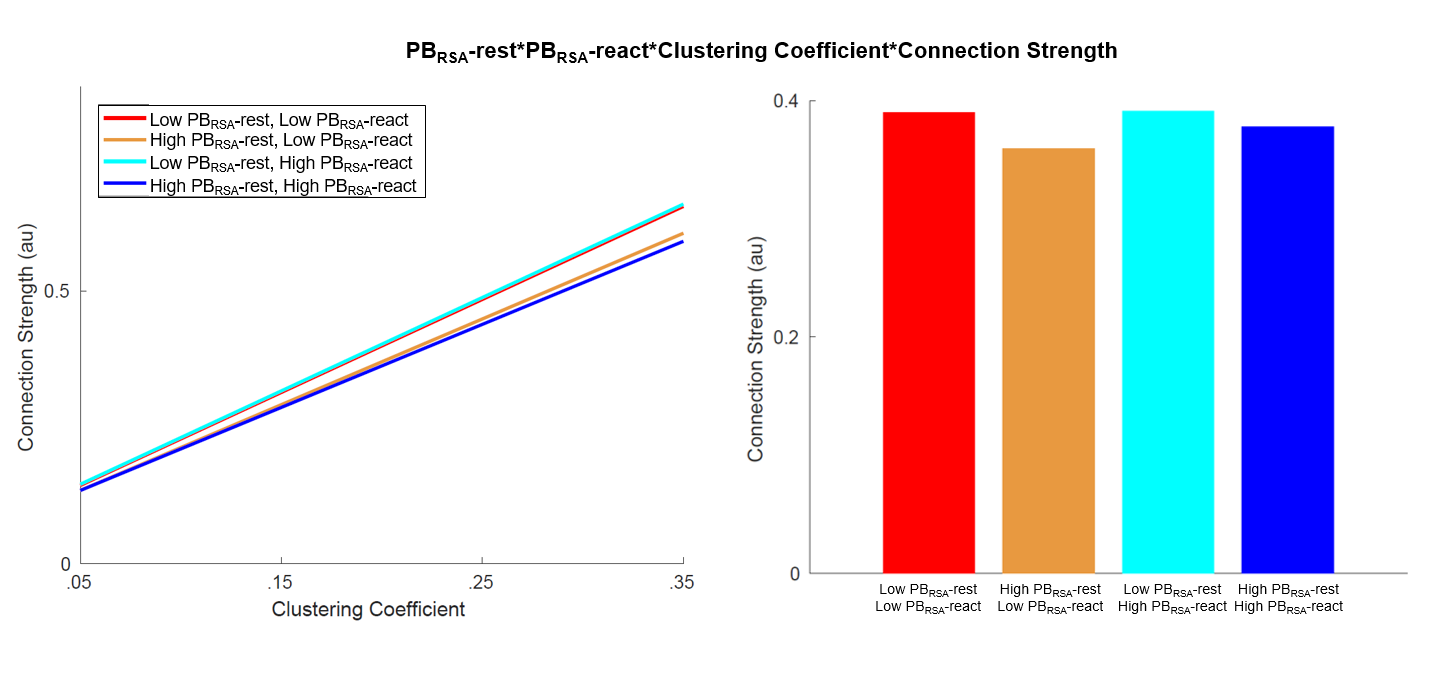 PBRSA-rest*PBRSA-react*Clustering Coefficient*Connection Strength
Low PBRSA-rest, Low PBRSA-react
High PBRSA-rest, Low PBRSA-react
Low PBRSA-rest, High PBRSA-react
High PBRSA-rest, High PBRSA-react
Connection Strength (au)
0.5
0
.05 .15 .25 .35
Clustering Coefficient
Connection Strength (au)
0.4
0.2
0
Low PBRSA-rest High PBRSA-rest Low PBRSA-rest High PBRSA-rest
Low PBRSA-react Low PBRSA-react High PBRSA-react High PBRSA-react